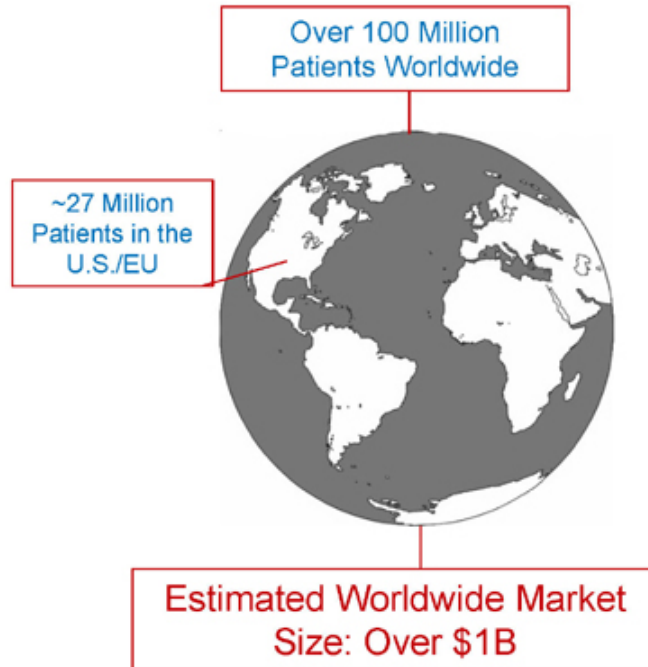 Over 100 Million
Patients Worldwide
~27 Million
Patients in the
U.S./EU
Estimated Worldwide Market
Size: Over $1B